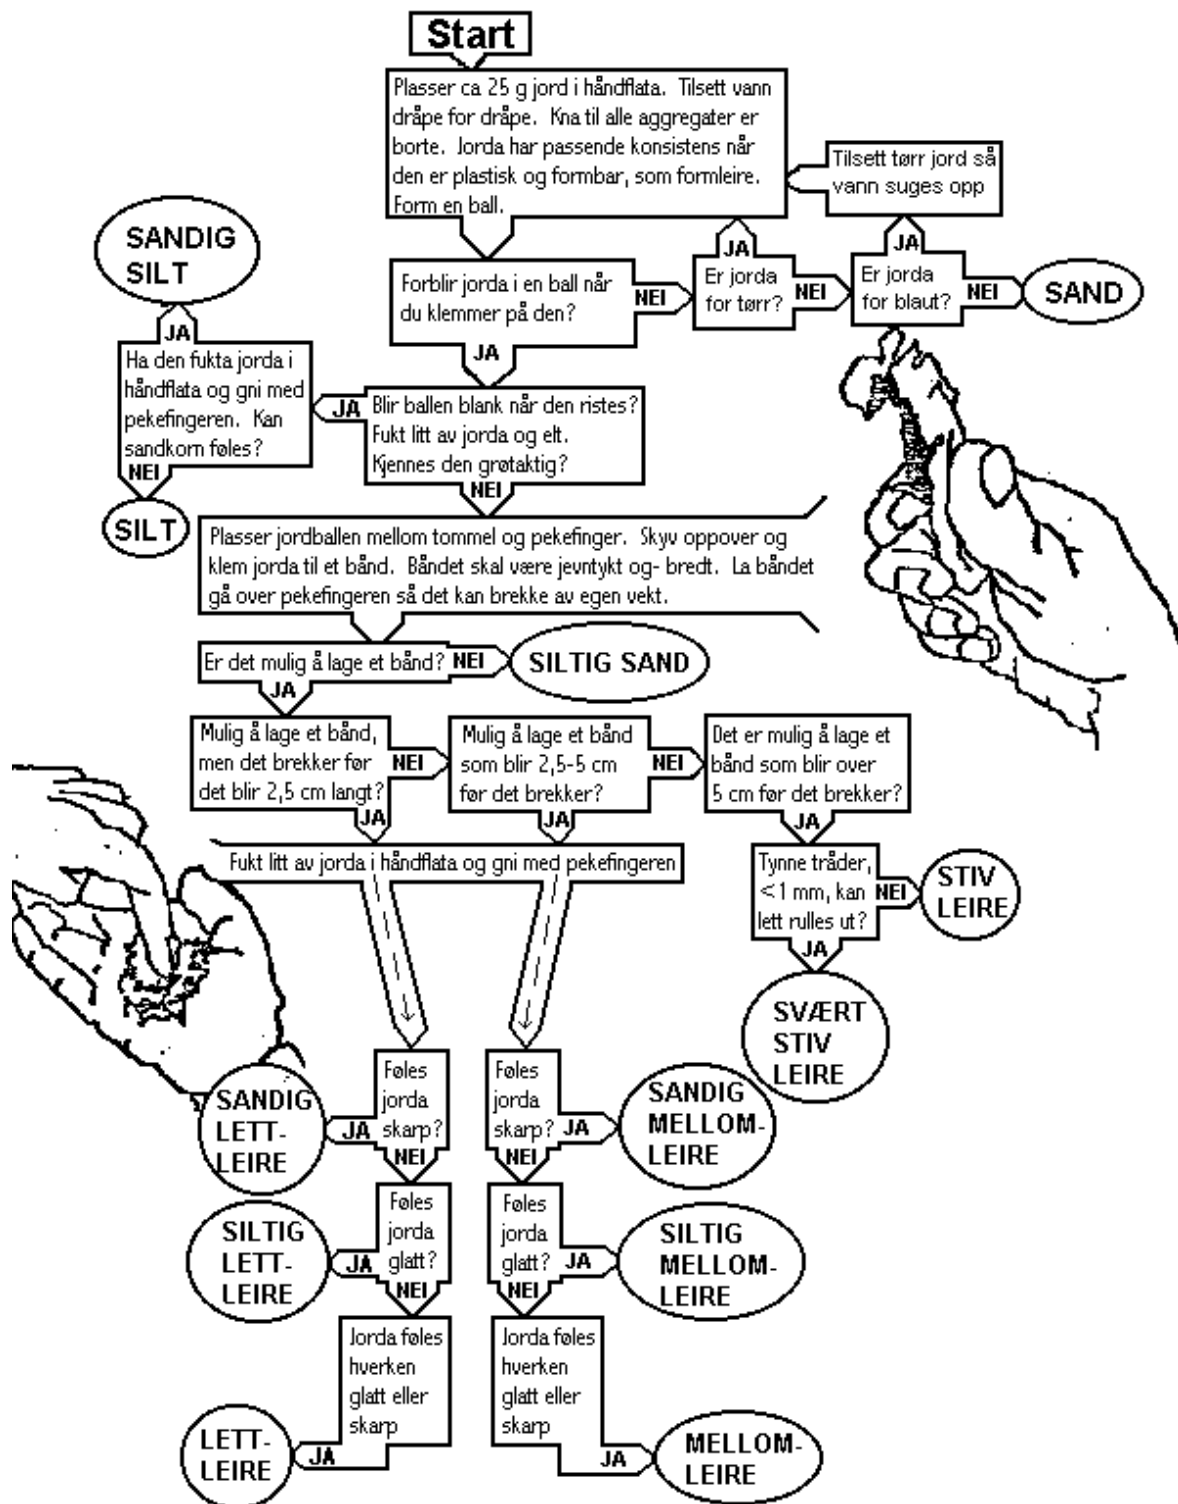 Start
Plasser ca 25 g jord i håndflata. Tilsett vann
dråpe for dråpe. Kna til alle aggregater er
borte. Jorda har passende konsistens når
den er plastisk og formbar, som formleire.
Form en ball.
Tilsett tørr jord så
vann suges opp
JA
JA
Forblir jorda i en ball når
du klemmer på den?
NEI
Er jorda
for tørr?
NEI
Er jorda
for blaut?
NEI
SAND
JA
SANDIG
SILT
JA
Ha den fukta jorda i
håndflata og gni med
pekefingeren. Kan
sandkorn føles?
NEI
SILT
JA
Blir ballen blank når den ristes?
Fukt litt av jorda og elt.
Kjennes den grøtaktig?
NEI
Plasser jordballen mellom tommel og pekefinger. Skyv oppover og
klem jorda til et bånd. Båndet skal være jevntykt og- bredt. La båndet
gå over pekefingeren så det kan brekke av egen vekt.
Er det mulig å lage et bånd?
NEI
SILTIG SAND
JA
Mulig å lage et bånd,
men det brekker før
det blir 2,5 cm langt?
NEI
JA
Mulig å lage et bånd
som blir 2,5-5 cm
før det brekker?
NEI
JA
Det er mulig å lage et
bånd som blir over
5 cm før det brekker?
JA
Fukt litt av jorda i håndflata og gni med pekefingeren
Tynne tråder,
<1 mm, kan
lett rulles ut?
NEI
STIV
LEIRE
JA
SVÆRT
STIV
LEIRE
Føles
jorda
skarp?
JA
SANDIG
LETT-
LEIRE
NEI
Føles
jorda
skarp?
JA
SANDIG
MELLOM-
LEIRE
NEI
Føles
jorda
glatt?
JA
SILTIG
LETT-
LEIRE
NEI
Føles
jorda
glatt?
JA
SILTIG
MELLOM-
LEIRE
NEI
Jorda føles
hverken
glatt eller
skarp
JA
LETT-
LEIRE
Jorda føles
hverken
glatt eller
skarp
JA
MELLOM-
LEIRE